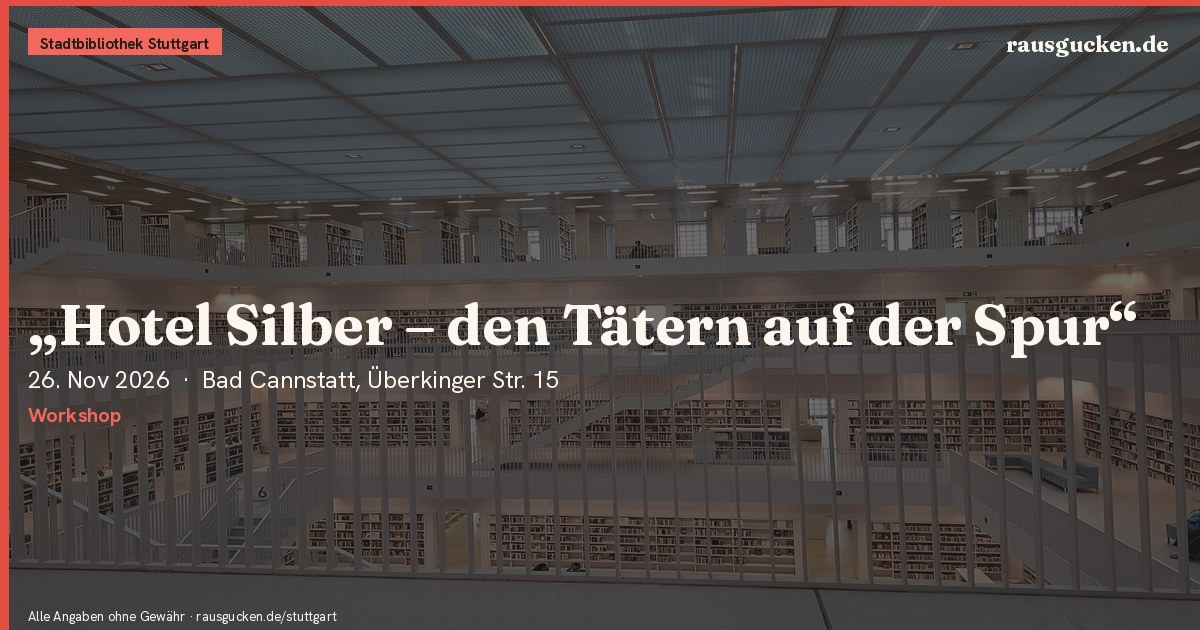 Stadtbibliothek Stuttgart
rausgucken.de
„Hotel Silber – den Tätern auf der Spur“
26. Nov 2026 · Bad Cannstatt, Überkinger Str. 15
Workshop
6
Alle Angaben ohne Gewähr · rausgucken.de/stuttgart